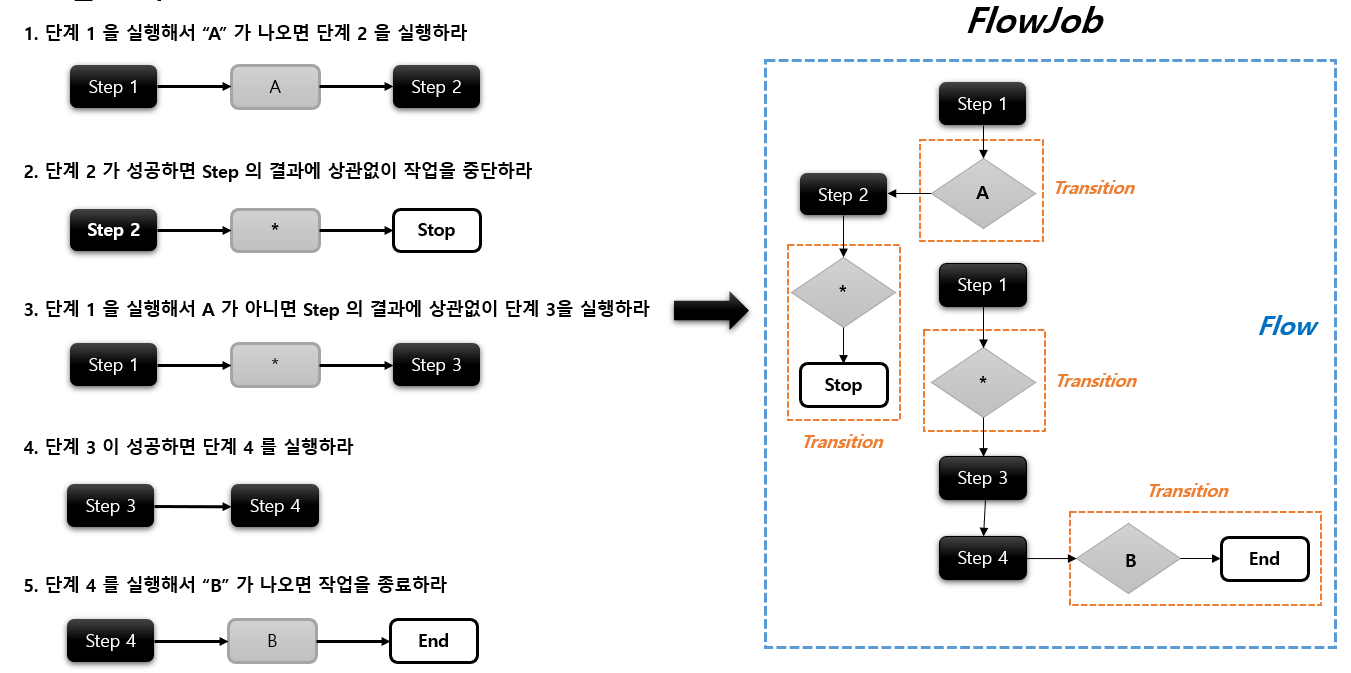 1. 단계 1 을 실행해서 “A” 가 나오면 단계 2 을 실행하라
Step 1
A
Step 2
2. 단계 2 가 성공하면 Step 의 결과에 상관없이 작업을 중단하라
Step 2
*
Stop
3. 단계 1 을 실행해서 A 가 아니면 Step 의 결과에 상관없이 단계 3을 실행하라
Step 1
*
Step 3
4. 단계 3 이 성공하면 단계 4 를 실행하라
Step 3
Step 4
5. 단계 4 를 실행해서 “B” 가 나오면 작업을 종료하라
Step 4
B
End
FlowJob
Step 1
A
Transition
Step 2
*
Stop
Transition
Step 1
*
Transition
Flow
Step 3
Step 4
Transition
B
End